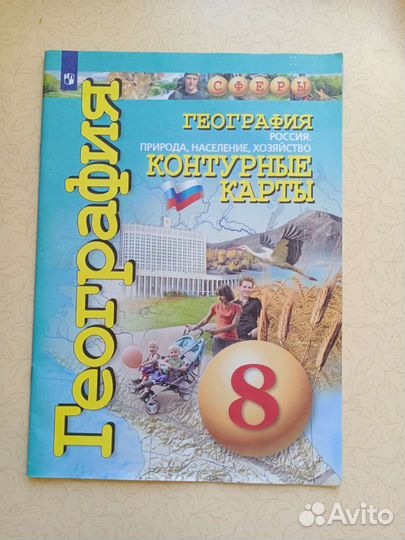 СФЕРЫ
География
ГЕОГРАФИЯ
РОССИЯ:
ПРИРОДА, НАСЕЛЕНИЕ, ХОЗЯЙСТВО
КОНТУРНЫЕ
КАРТЫ
8
Avito